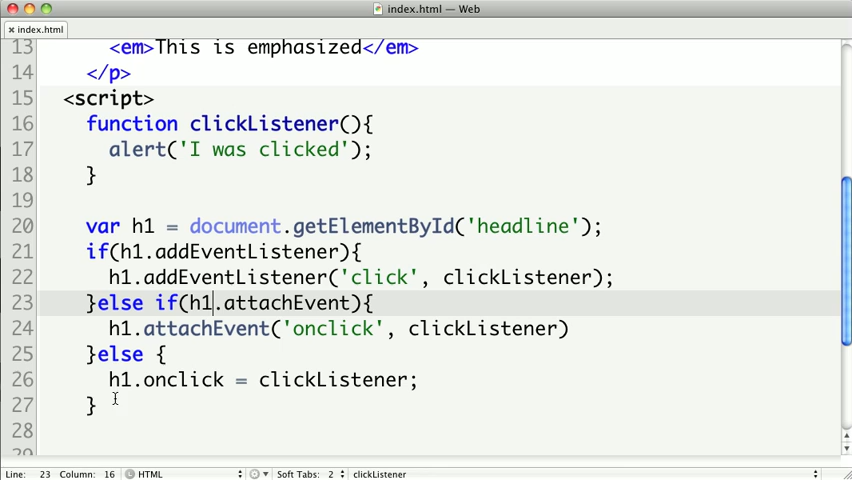 index.html — Web
index.html
13 <em>This is emphasized</em>
14 </p>
15 <script>
16 function clickListener(){
17 alert('I was clicked');
18 }
19
20 var h1 = document.getElementById('headline');
21 if(h1.addEventListener){
22 h1.addEventListener('click', clickListener);
23 }else if(h1.attachEvent){
24 h1.attachEvent('onclick', clickListener)
25 }else {
26 h1.onclick = clickListener;
27 }
28
Line: 23 Column: 16 HTML Soft Tabs: 2 clickListener